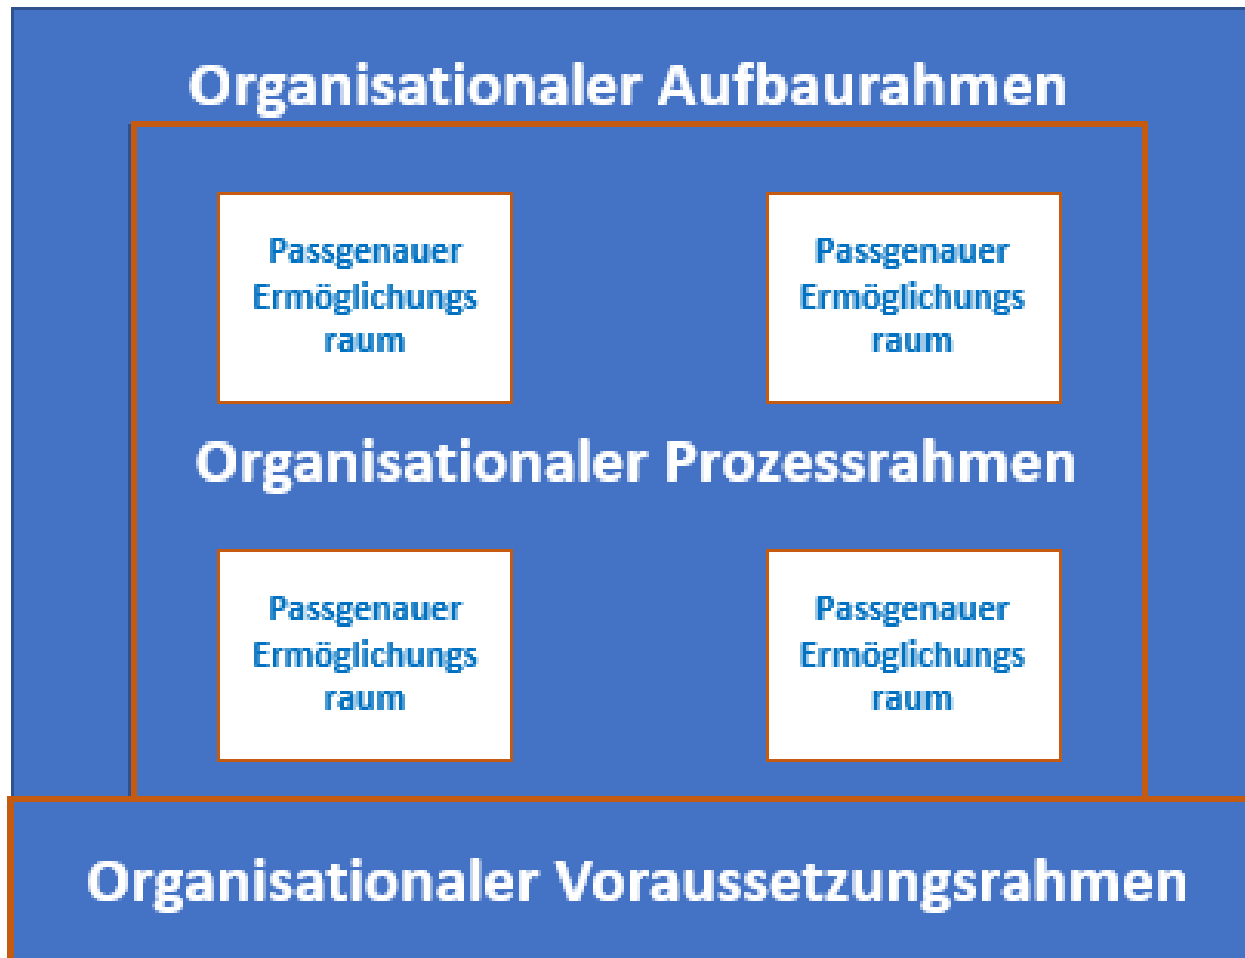 Organisationaler Aufbaurahmen
Passgenauer
Ermöglichungs
raum
Passgenauer
Ermöglichungs
raum
Organisationaler Prozessrahmen
Passgenauer
Ermöglichungs
raum
Passgenauer
Ermöglichungs
raum
Organisationaler Voraussetzungsrahmen